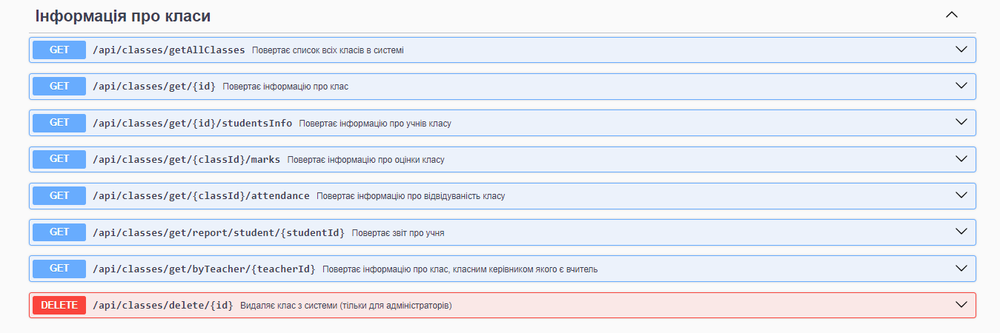 Інформація про класи
GET /api/classes/getAllClasses Повертає список всіх класів в системі
GET /api/classes/get/{id} Повертає інформацію про клас
GET /api/classes/get/{id}/studentsInfo Повертає інформацію про учнів класу
GET /api/classes/get/{classId}/marks Повертає інформацію про оцінки класу
GET /api/classes/get/{classId}/attendance Повертає інформацію про відвідуваність класу
GET /api/classes/get/report/student/{studentId} Повертає звіт про учня
GET /api/classes/get/byTeacher/{teacherId} Повертає інформацію про клас, класним керівником якого є вчитель
DELETE /api/classes/delete/{id} Видаляє клас з системи (тільки для адміністраторів)